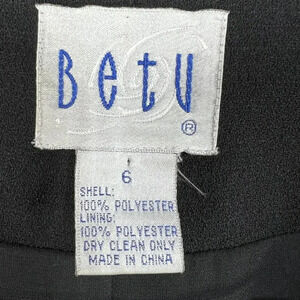 Betu
®
6
SHELL:
100% POLYESTER
LINING:
100% POLYESTER
DRY CLEAN ONLY
MADE IN CHINA